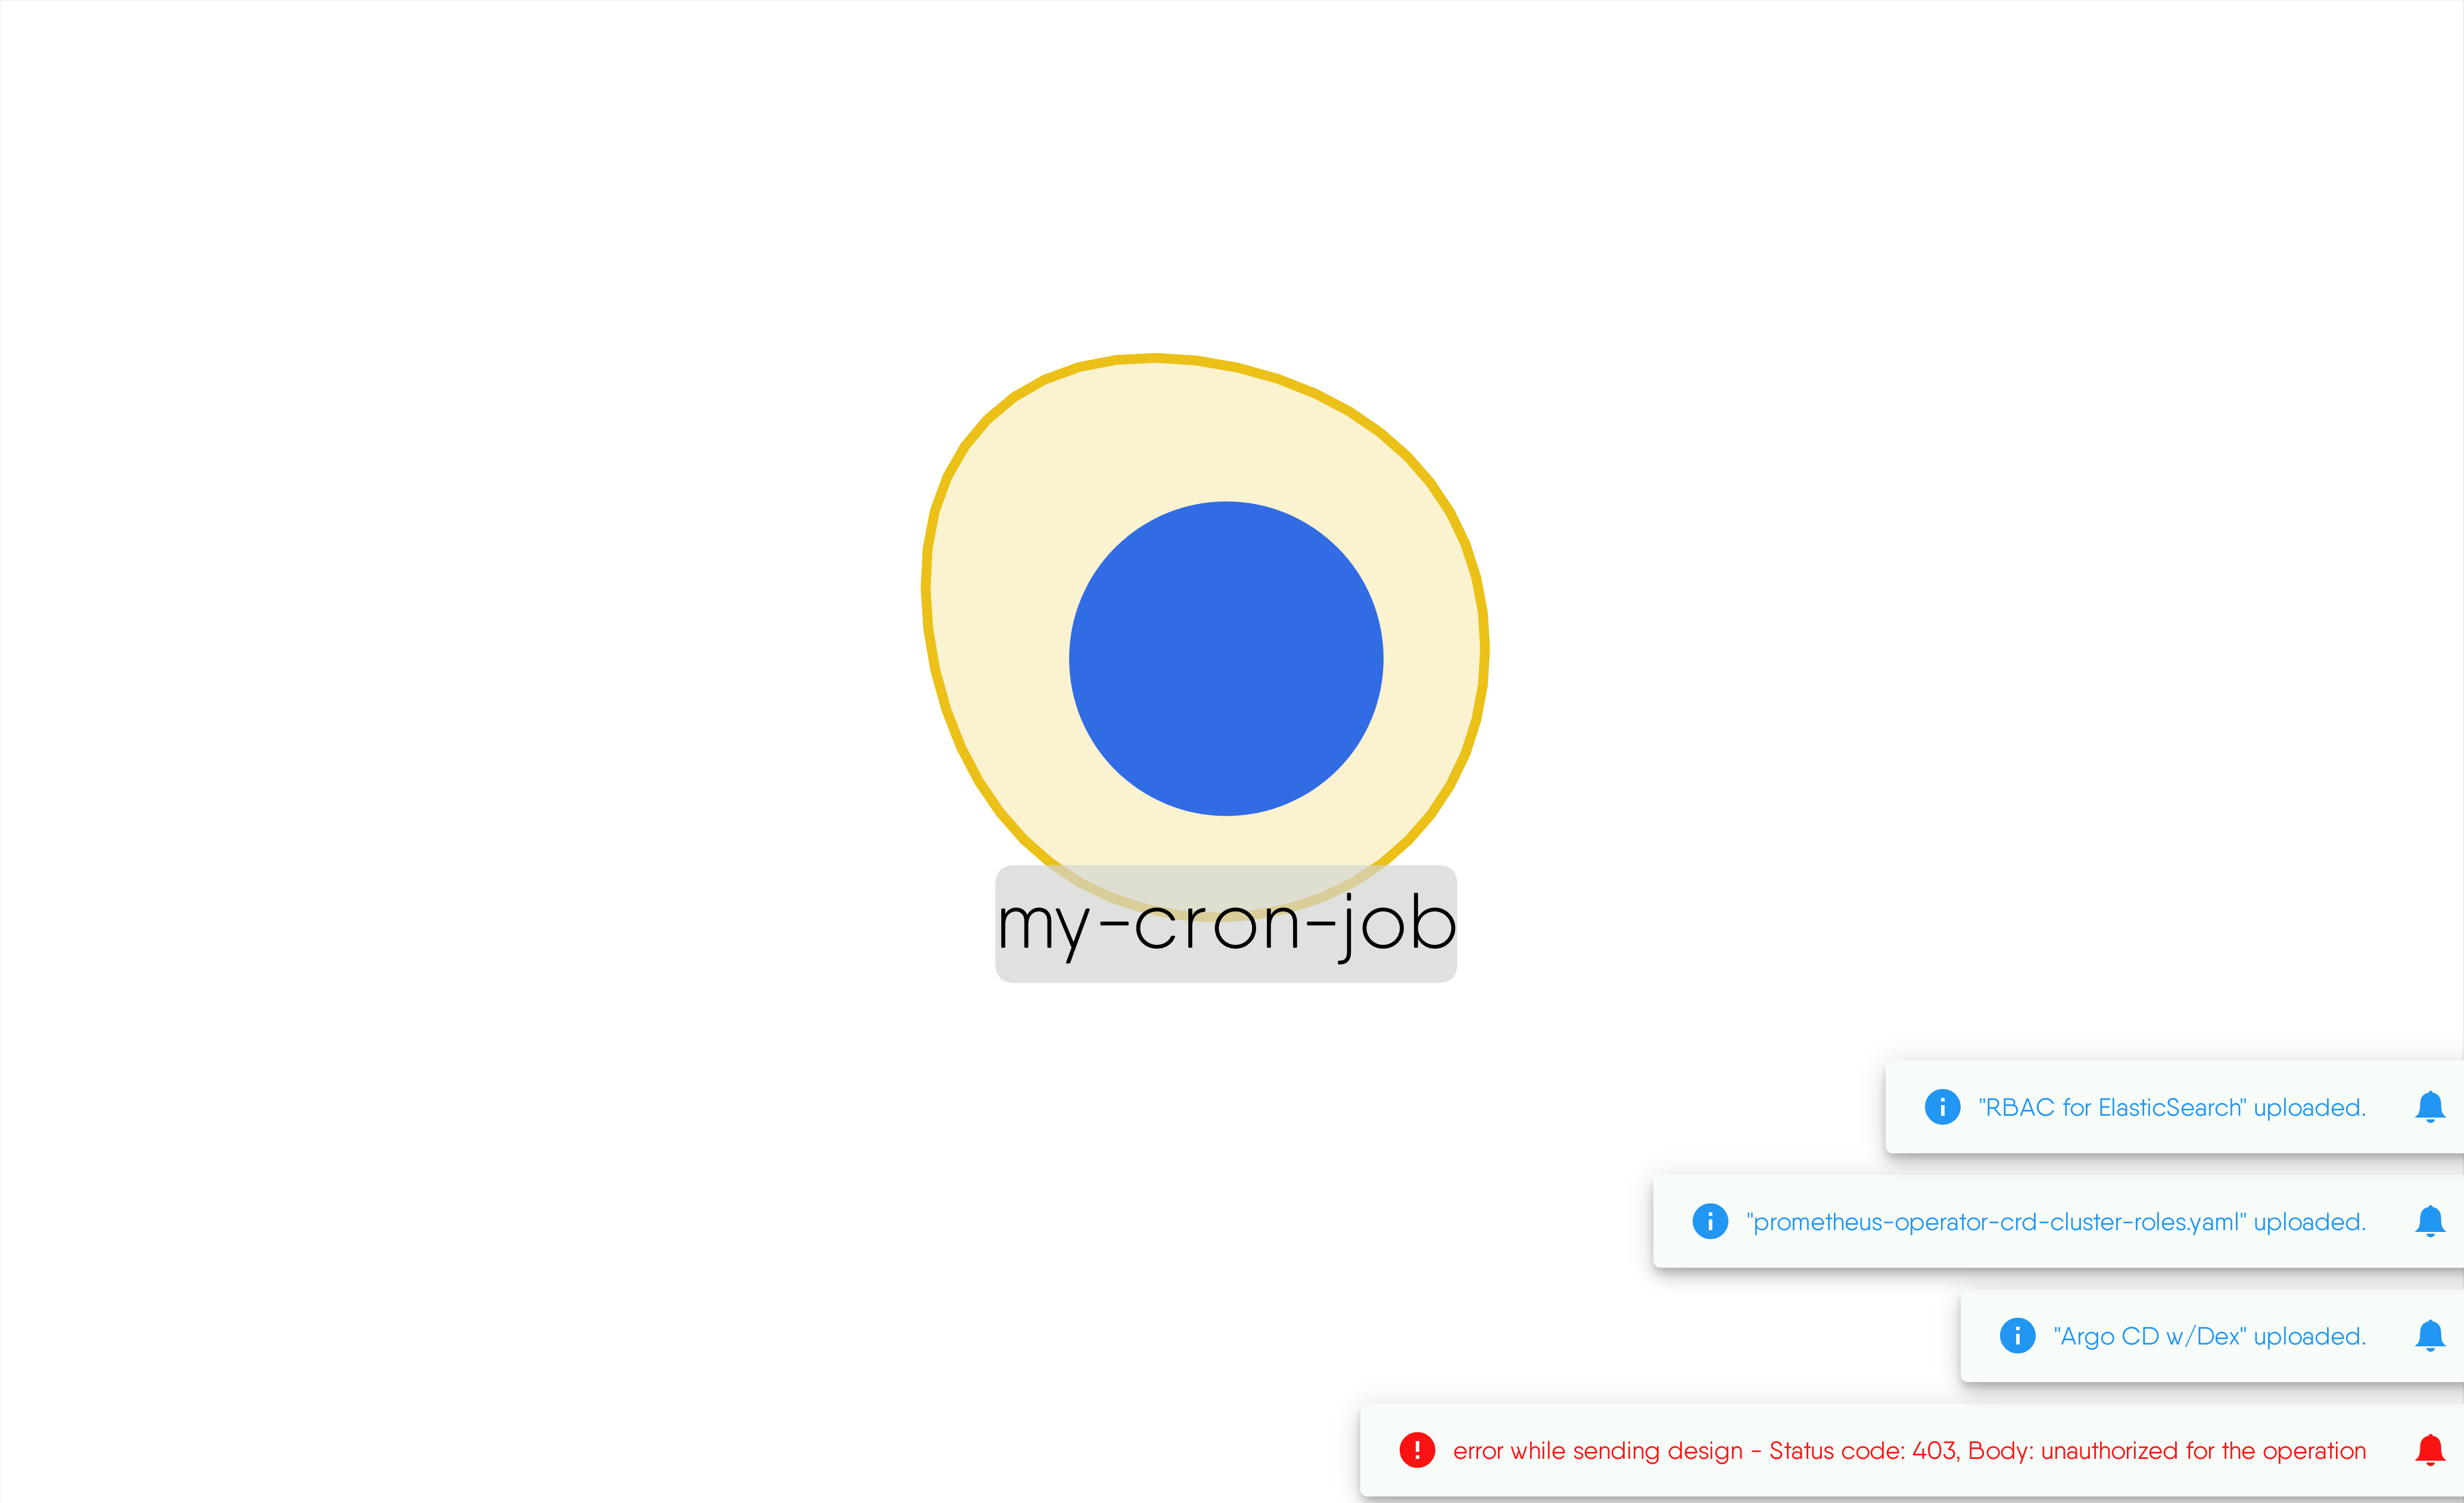 my-cron-job
"RBAC for ElasticSearch" uploaded.
"prometheus-operator-crd-cluster-roles.yaml" uploaded.
"Argo CD w/Dex" uploaded.
error while sending design - Status code: 403, Body: unauthorized for the operation